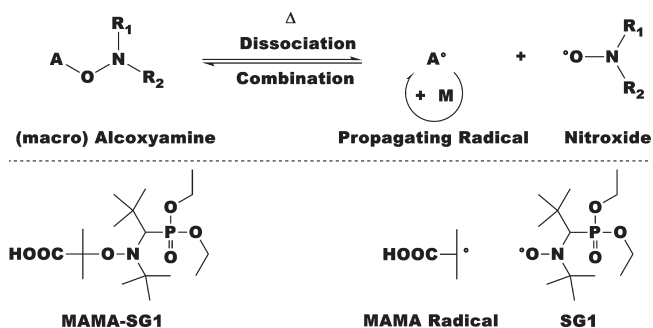 Δ
Dissociation
Combination
A
O
N
R1
R2
A°
+ M
+
°O
N
R1
R2
(macro) Alcoxyamine
Propagating Radical
Nitroxide
HOOC
O
N
P
O
O
O
HOOC
°
°O
N
P
O
O
O
MAMA-SG1
MAMA Radical
SG1